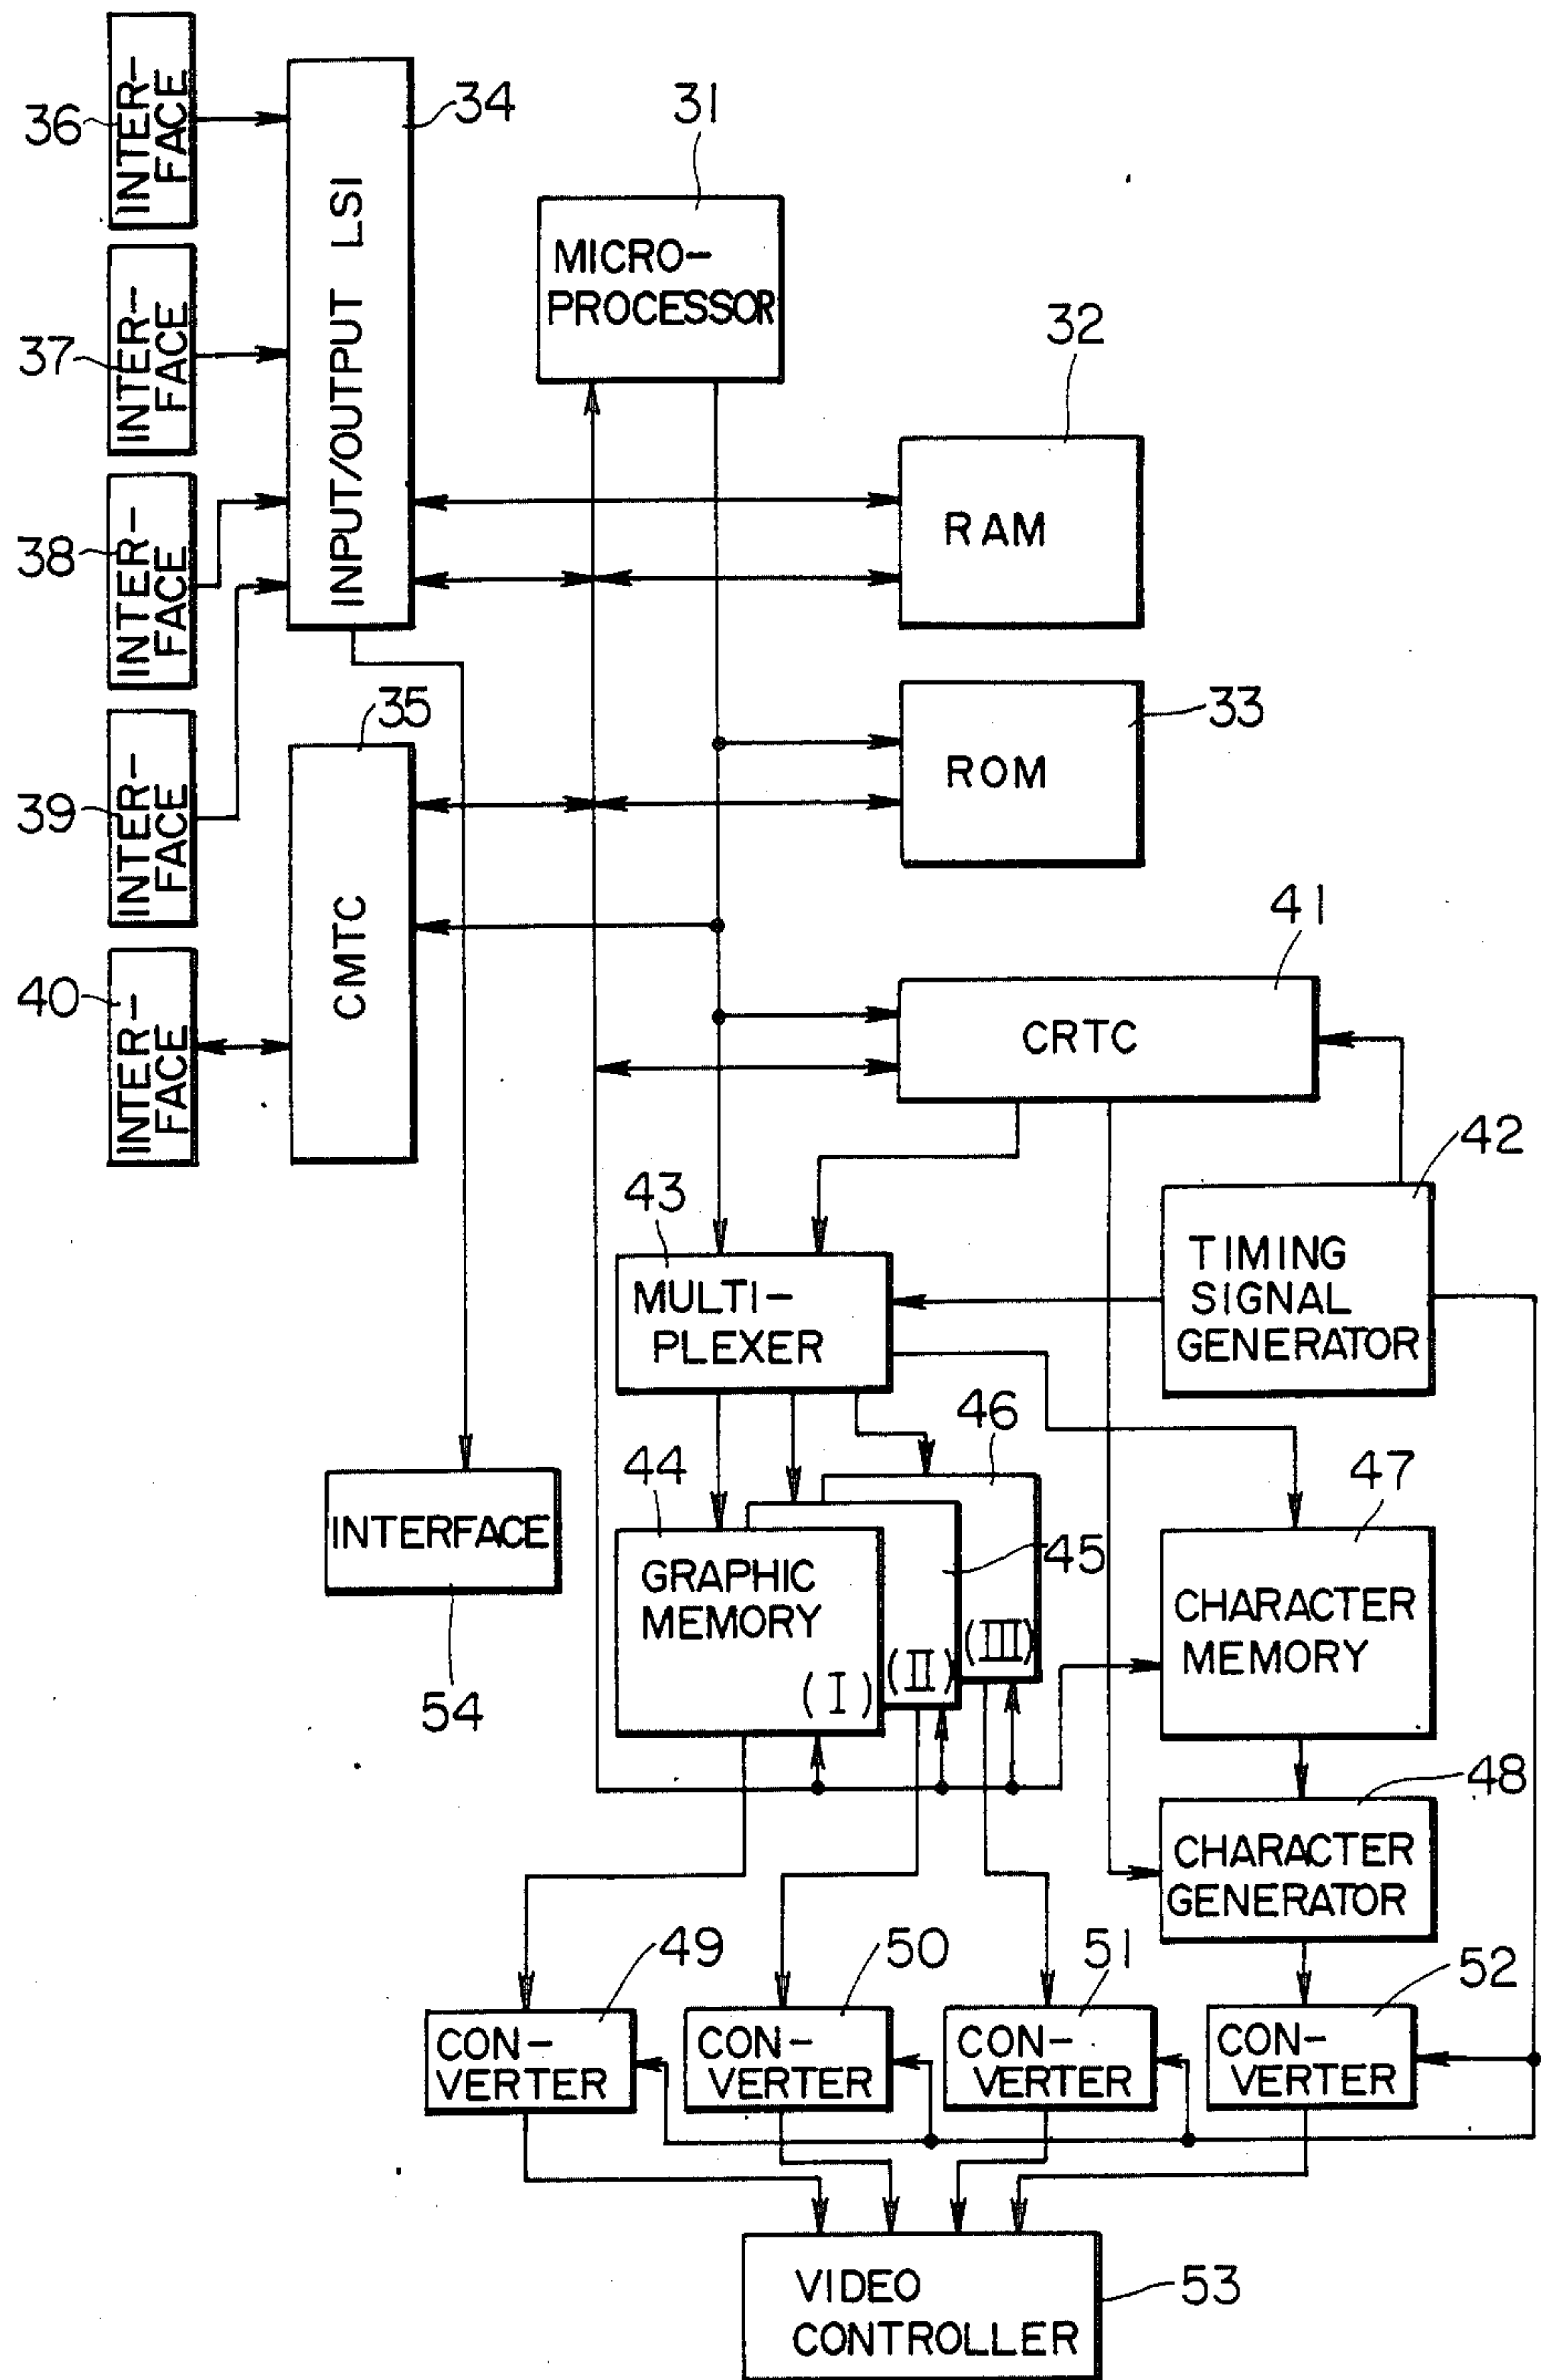 36
INTER-
FACE
37
INTER-
FACE
38
INTER-
FACE
39
INTER-
FACE
40
INTER-
FACE
34
INPUT/OUTPUT LSI
35
CMTC
31
MICRO-
PROCESSOR
32
RAM
33
ROM
41
CRTC
42
TIMING
SIGNAL
GENERATOR
43
MULTI-
PLEXER
44
GRAPHIC
MEMORY
(I)
45
(II)
46
(III)
47
CHARACTER
MEMORY
INTERFACE
54
48
CHARACTER
GENERATOR
49
CON-
VERTER
50
CON-
VERTER
51
CON-
VERTER
52
CON-
VERTER
VIDEO
CONTROLLER
53